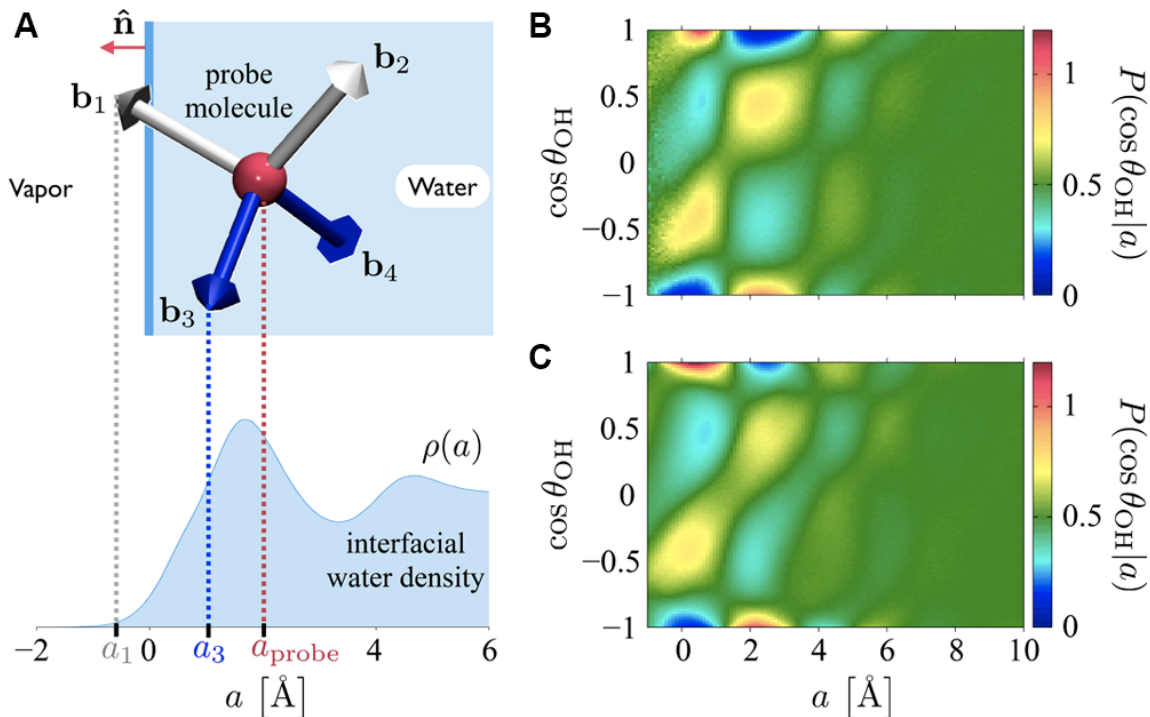 A
n̂
b₁
b₂
probe
molecule
Vapor
Water
b₃
b₄
ρ(a)
interfacial
water density
−2 a₁ 0 a₃ aprobe 4 6
a [Å]
B
1
0.5
0
−0.5
−1
cos θOH
1
0.5
0
P(cos θOH|a)
C
1
0.5
0
−0.5
−1
cos θOH
0 2 4 6 8 10
a [Å]
1
0.5
0
P(cos θOH|a)